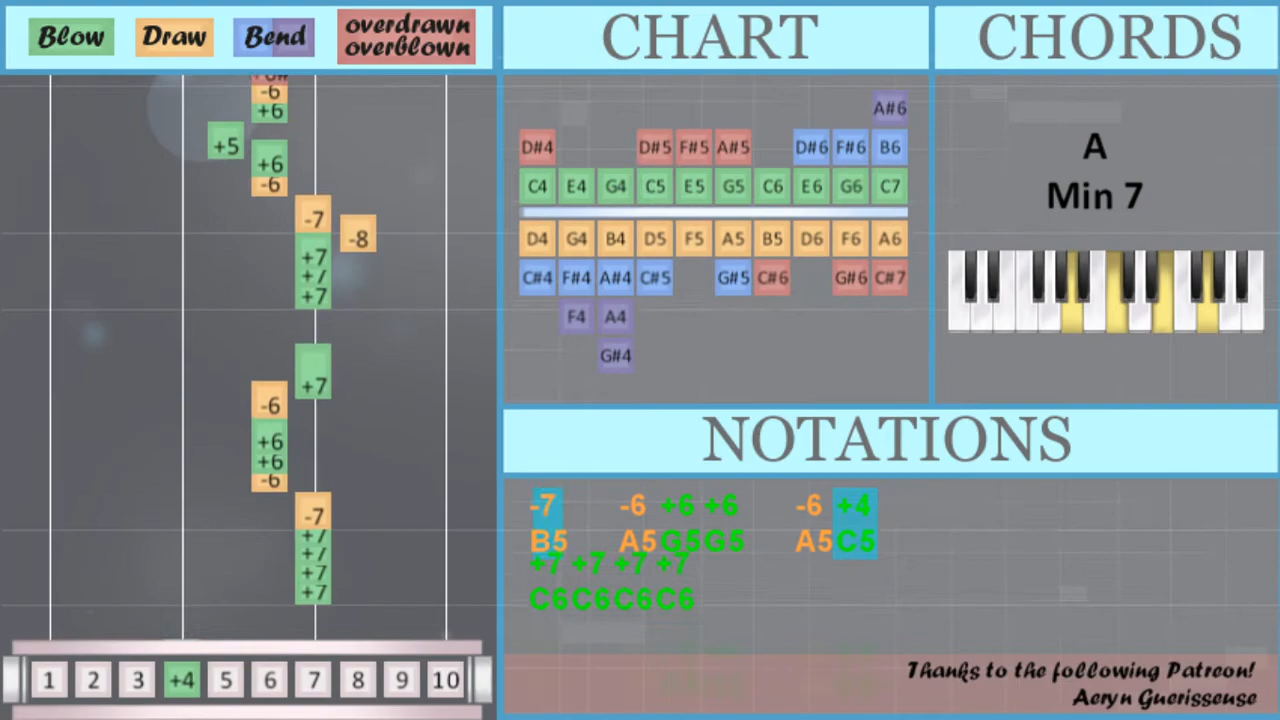 Blow Draw Bend overdrawn
overblown
CHART
CHORDS
-6
+6
+5
+6
-6
-7
-8
+7
+7
+7
+7
-6
+6
+6
-6
-7
+7
+7
+7
+7
1 2 3 +4 5 6 7 8 9 10
A#6
D#4 D#5 F#5 A#5 D#6 F#6 B6
C4 E4 G4 C5 E5 G5 C6 E6 G6 C7
D4 G4 B4 D5 F5 A5 B5 D6 F6 A6
C#4 F#4 A#4 C#5 G#5 C#6 G#6 C#7
F4 A4
G#4
A
Min 7
NOTATIONS
-7 -6 +6 +6 -6 +4
B5 A5 G5 G5 A5 C5
+7 +7 +7 +7
C6 C6 C6 C6
Thanks to the following Patreon!
Aeryn Guerisseuse